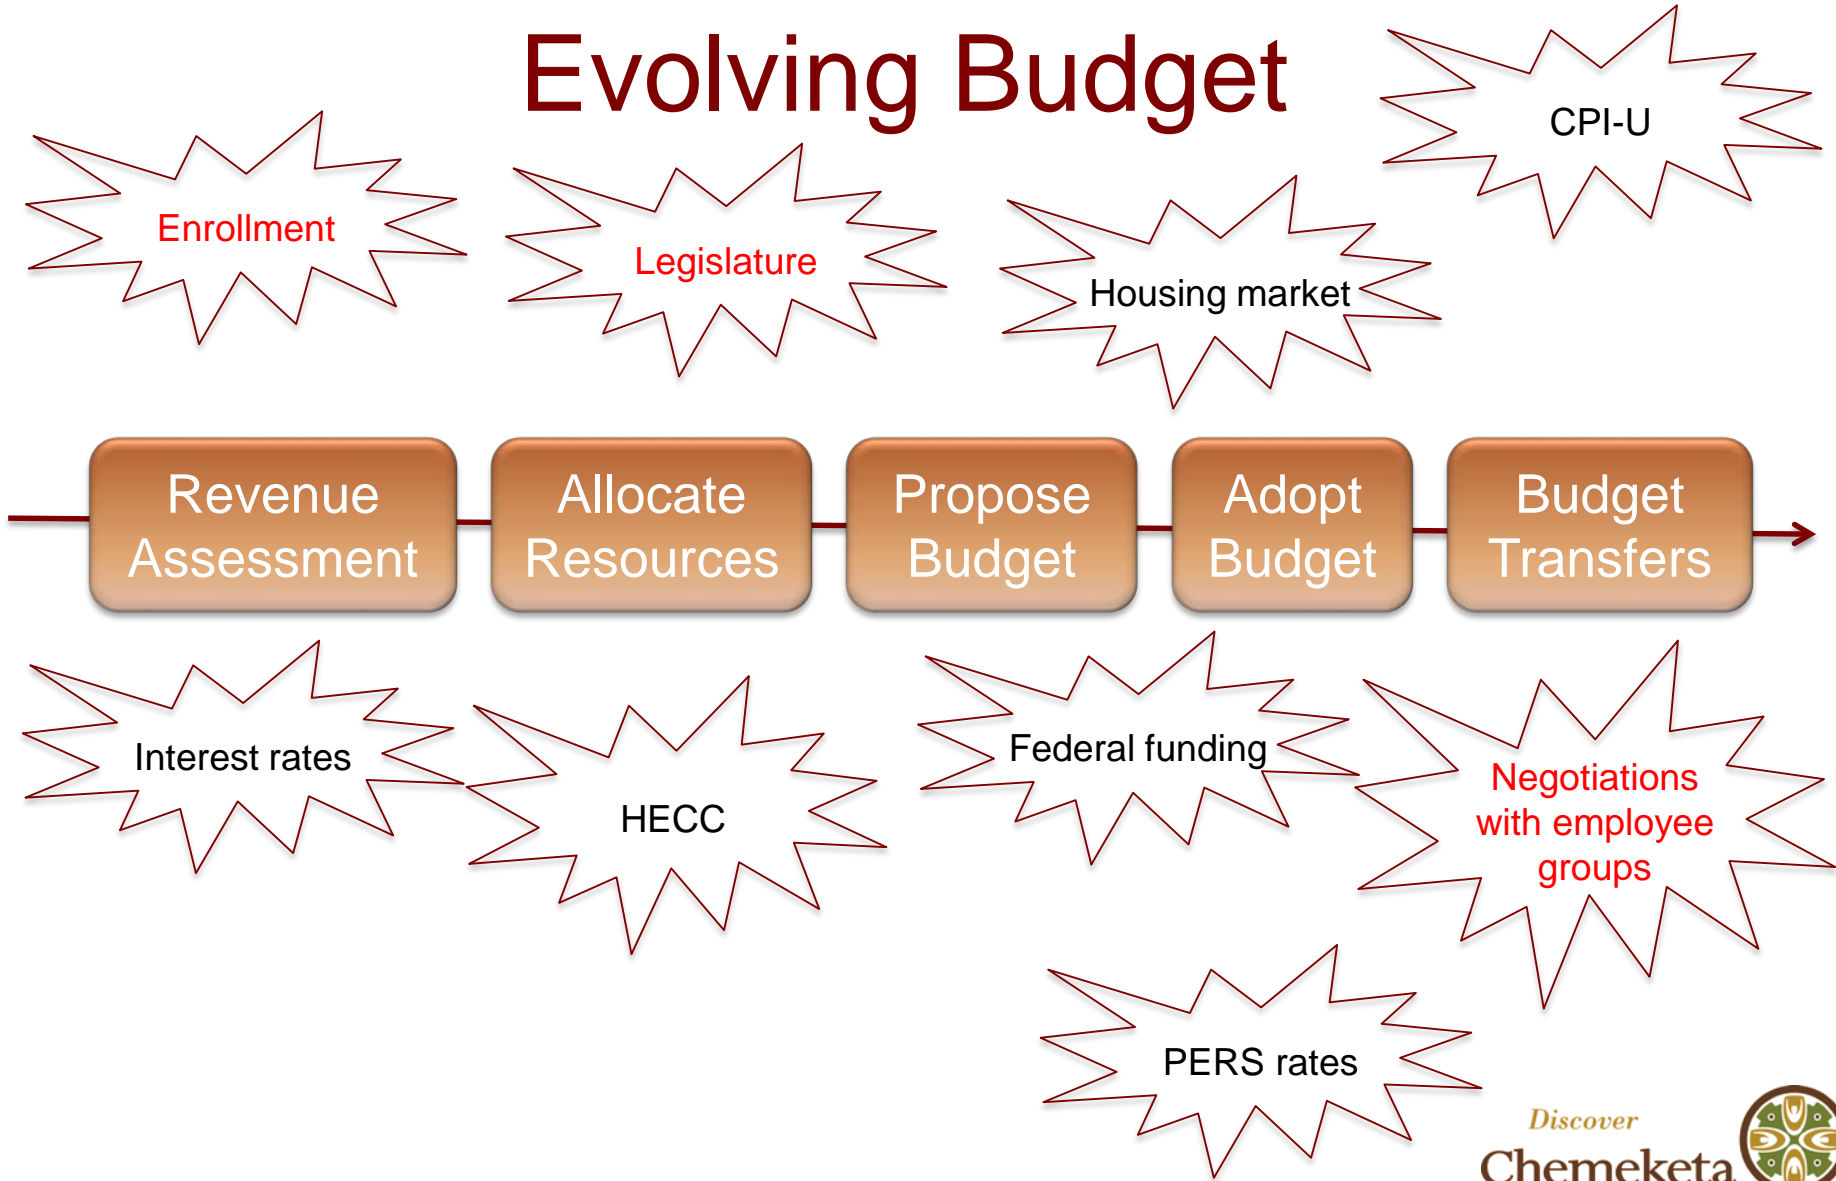 Evolving Budget
CPI-U
Enrollment
Legislature
Housing market
Revenue
Assessment
Allocate
Resources
Propose
Budget
Adopt
Budget
Budget
Transfers
Interest rates
HECC
Federal funding
Negotiations
with employee
groups
PERS rates
Discover
Chemeketa